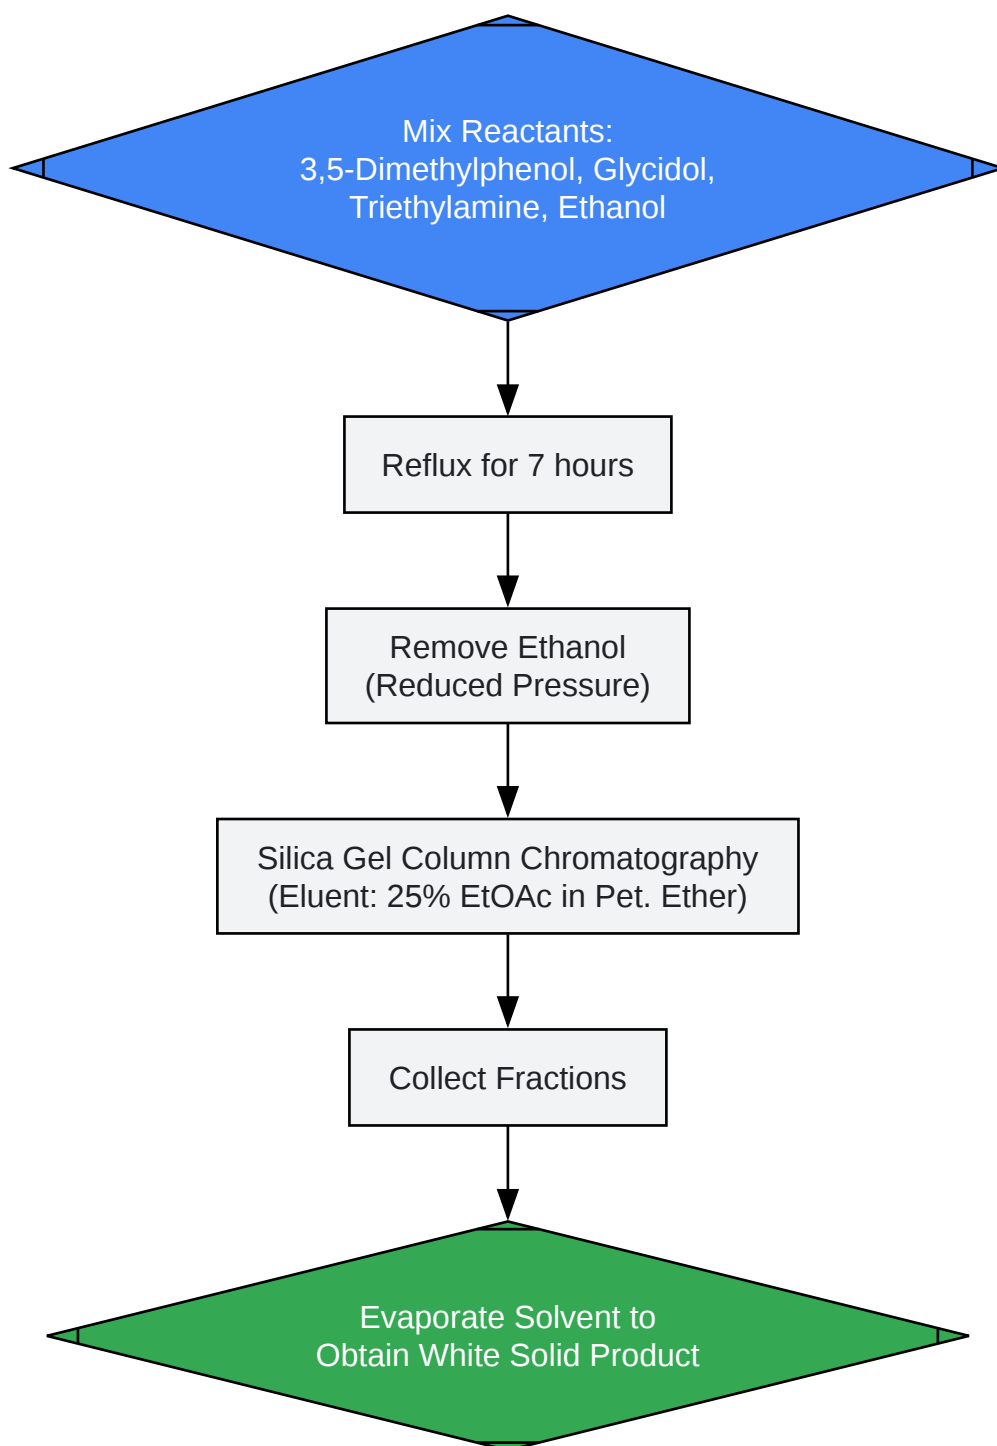 Mix Reactants:
3,5-Dimethylphenol, Glycidol,
Triethylamine, Ethanol
Reflux for 7 hours
Remove Ethanol
(Reduced Pressure)
Silica Gel Column Chromatography
(Eluent: 25% EtOAc in Pet. Ether)
Collect Fractions
Evaporate Solvent to
Obtain White Solid Product